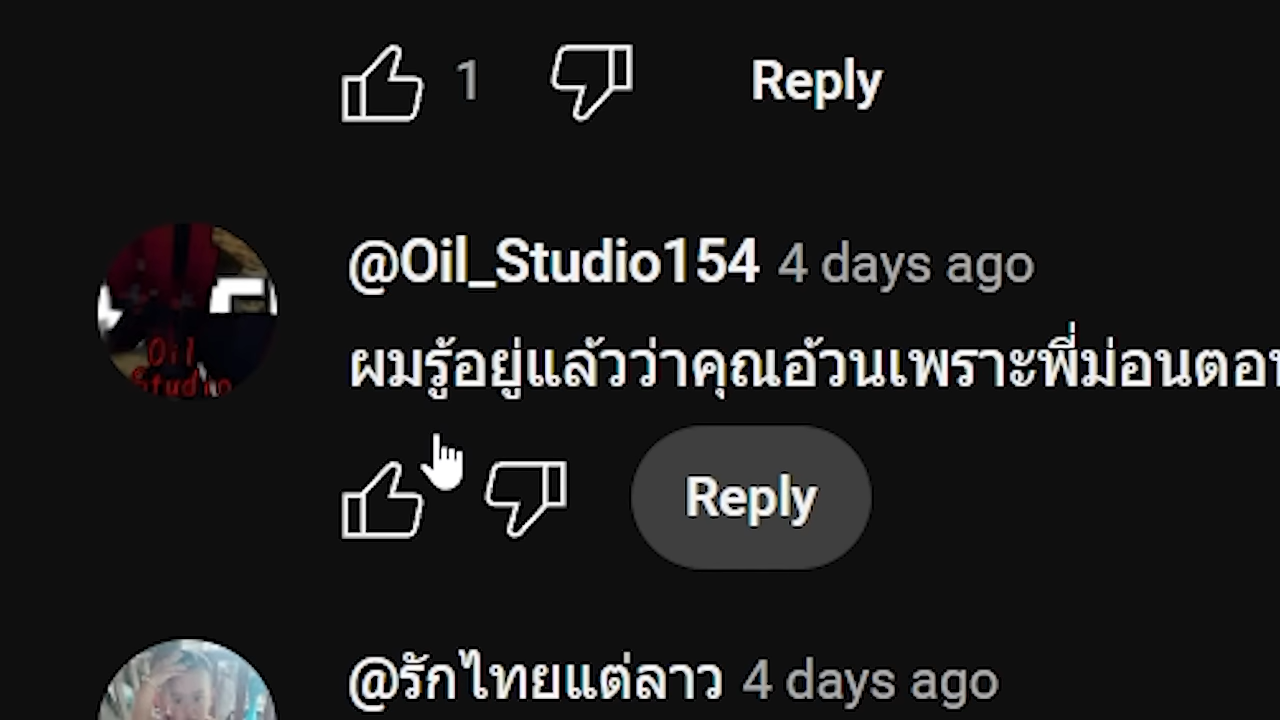 1 Reply
@Oil_Studio154 4 days ago
ผมรู้อยู่แล้วว่าคุณอ้วนเพราะพี่ม่อน
Oil
Studio
Reply
@รักไทยแต่ลาว 4 days ago